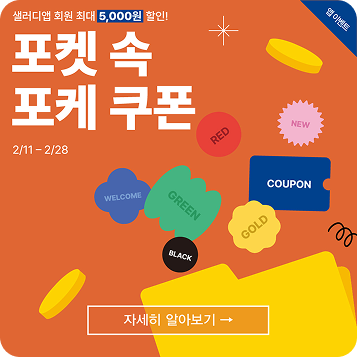 샐러디앱 회원 최대 5,000원 할인!
앱 이벤트
포켓 속
포케 쿠폰
2/11 – 2/28
RED
NEW
COUPON
WELCOME
GREEN
GOLD
BLACK
자세히 알아보기 →